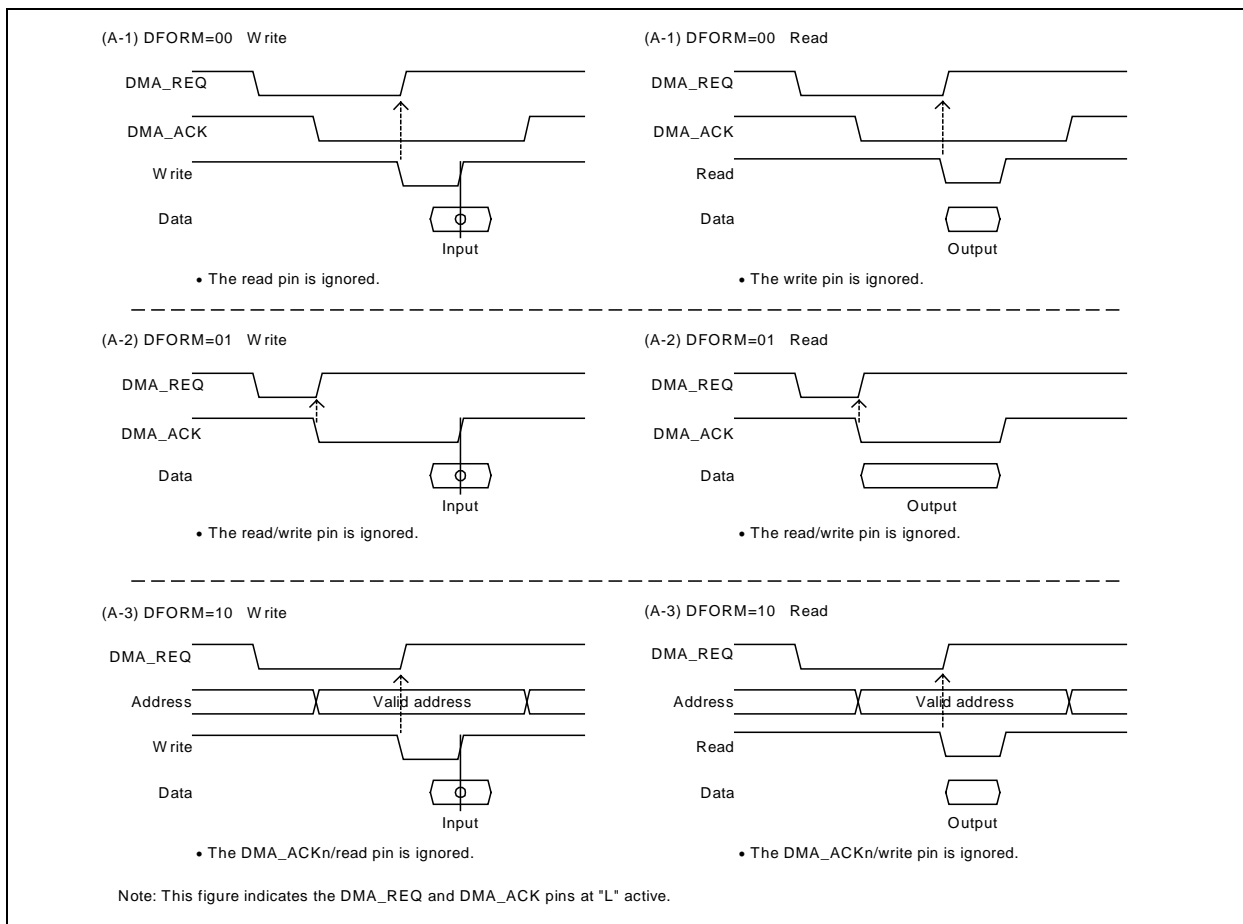 (A-1) DFORM=00 Write
DMA_REQ
DMA_ACK
Write
Data
Input
• The read pin is ignored.
(A-1) DFORM=00 Read
DMA_REQ
DMA_ACK
Read
Data
Output
• The write pin is ignored.
(A-2) DFORM=01 Write
DMA_REQ
DMA_ACK
Data
Input
• The read/write pin is ignored.
(A-2) DFORM=01 Read
DMA_REQ
DMA_ACK
Data
Output
• The read/write pin is ignored.
(A-3) DFORM=10 Write
DMA_REQ
Address
Valid address
Write
Data
Input
• The DMA_ACKn/read pin is ignored.
(A-3) DFORM=10 Read
DMA_REQ
Address
Valid address
Read
Data
Output
• The DMA_ACKn/write pin is ignored.
Note: This figure indicates the DMA_REQ and DMA_ACK pins at "L" active.